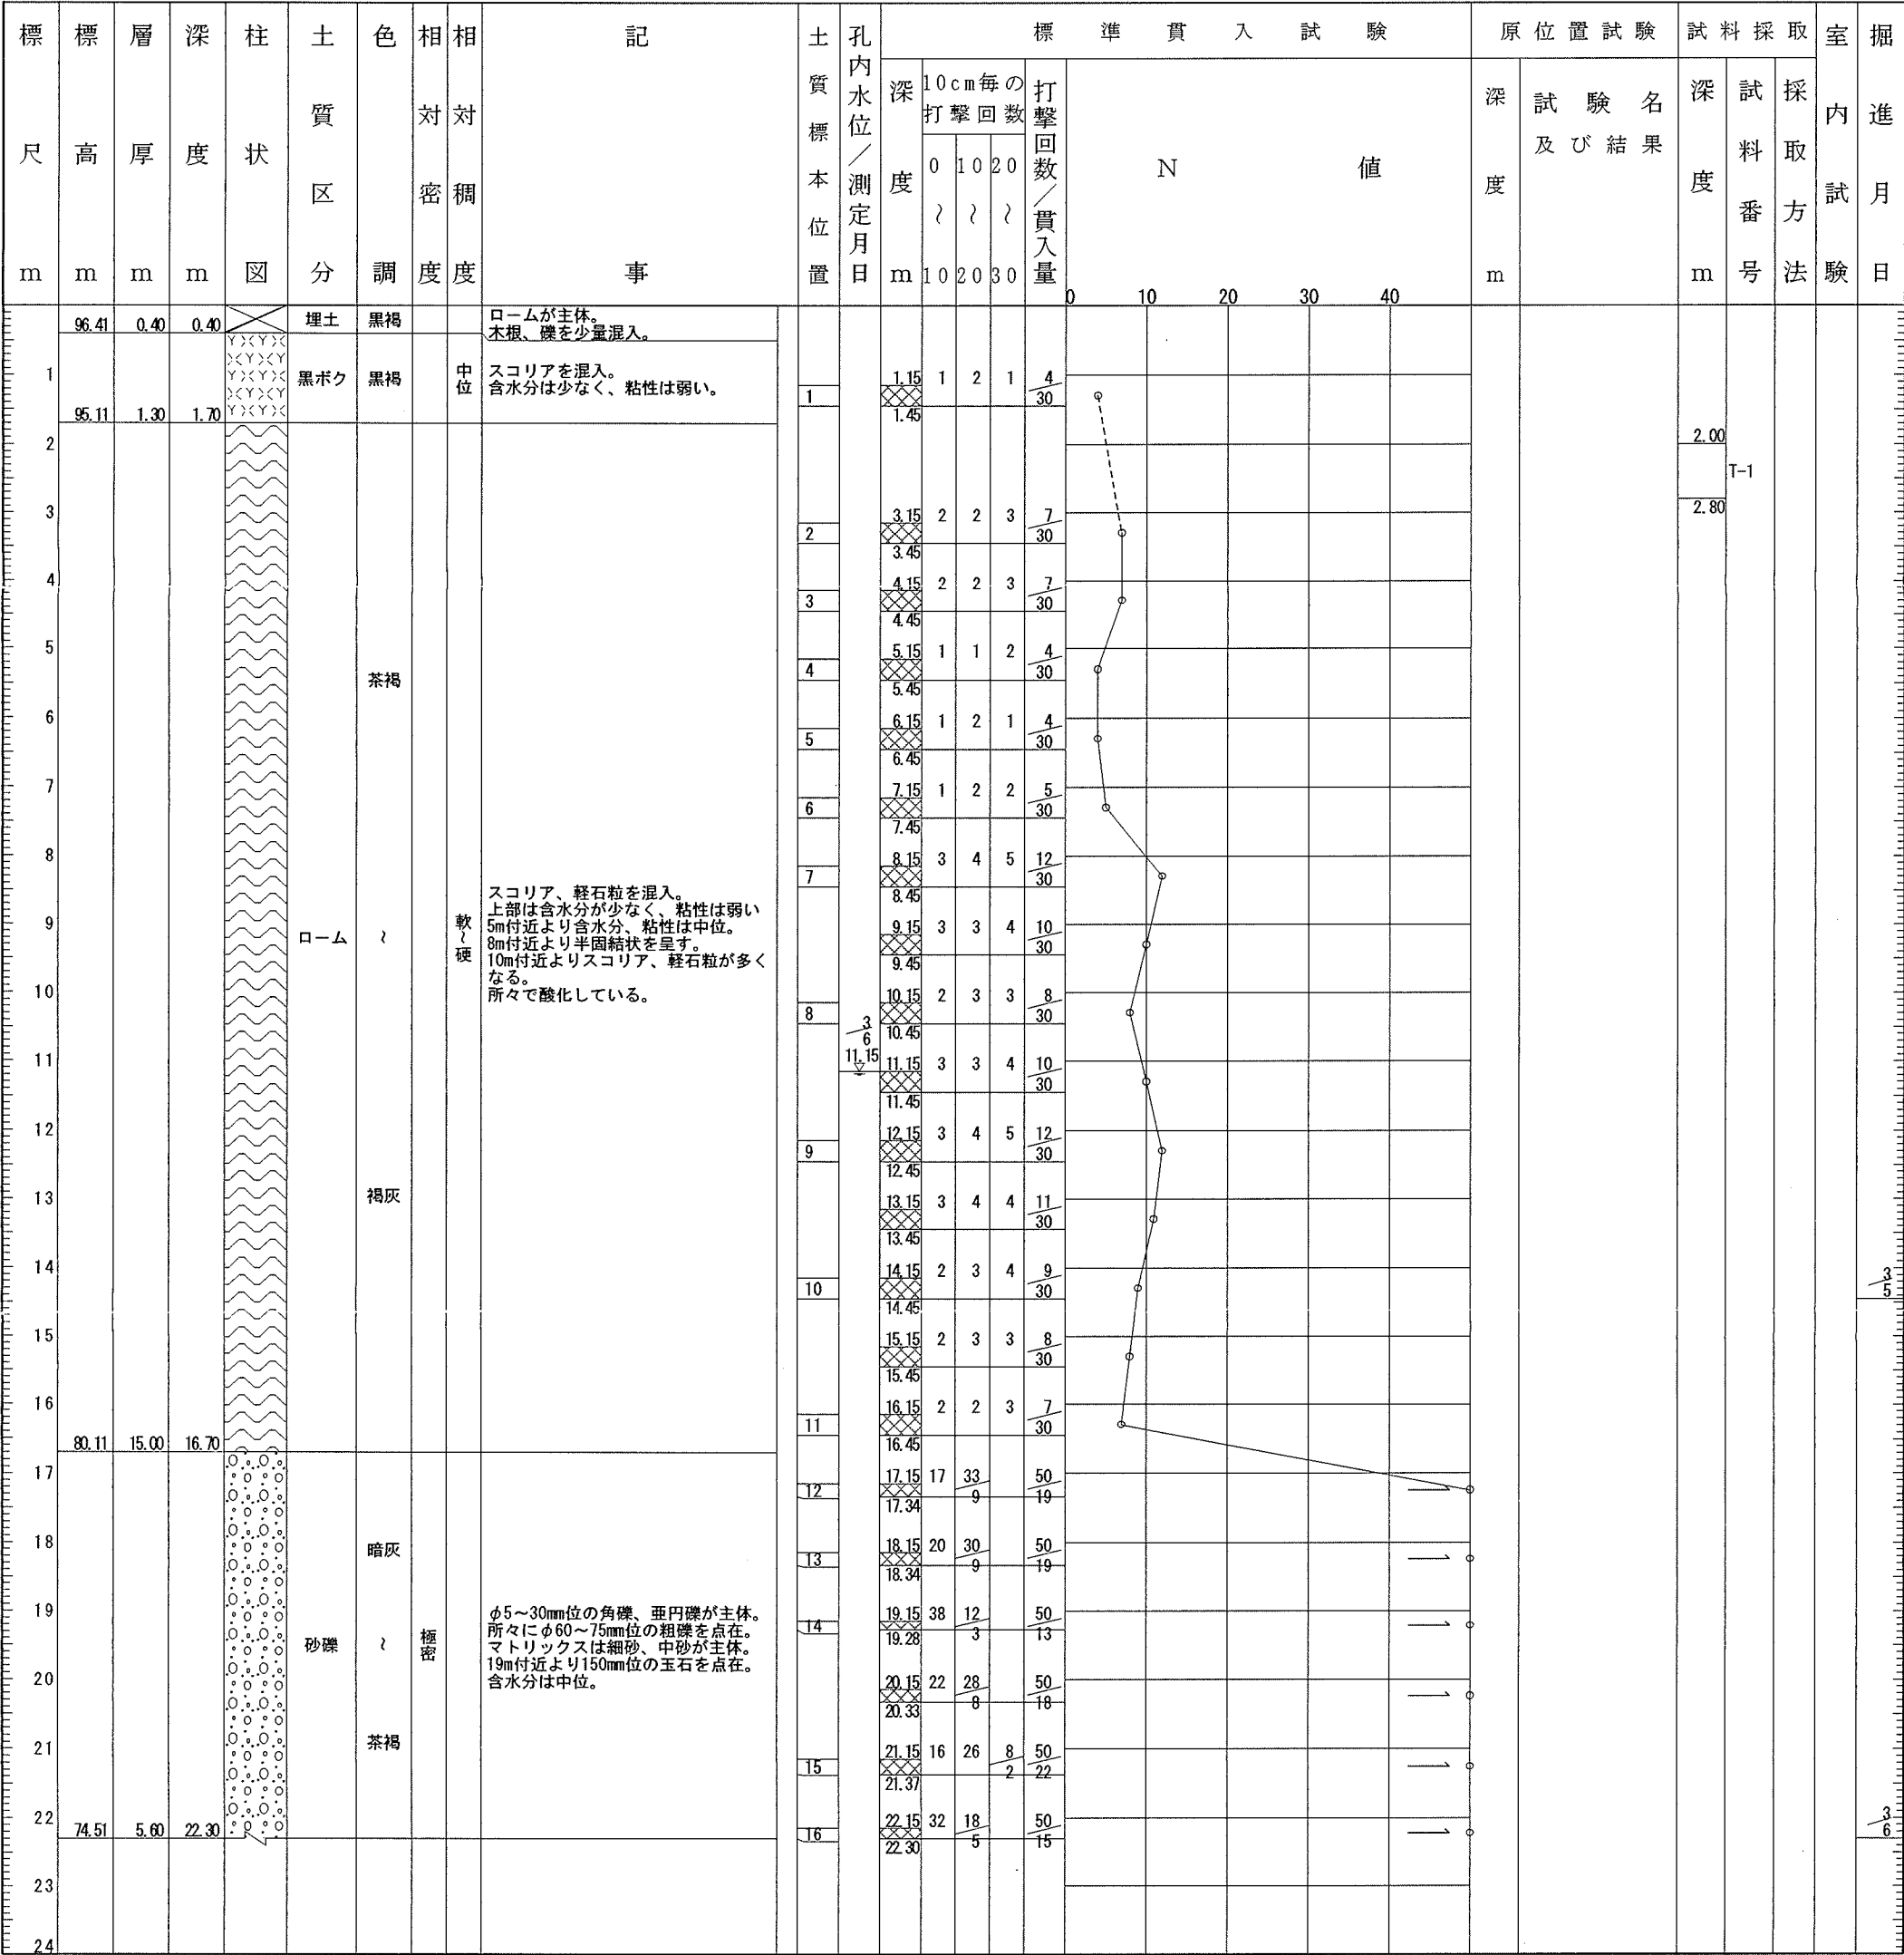 標尺 m
標高 m
層厚 m
深度 m
柱状図
土質区分
色調
相対密度
相対稠度
記事
土質標本位置
孔内水位／測定月日
標準貫入試験
深度 m
10cm毎の打撃回数
0～10
10～20
20～30
打撃回数／貫入量
N値
0 10 20 30 40
原位置試験
深度 m
試験名及び結果
試料採取
深度 m
試料番号
採取方法
室内試験
掘進月日
96.41 0.40 0.40 埋土 黒褐
ロームが主体。
木根、礫を少量混入。
95.11 1.30 1.70 黒ボク 黒褐 中位
スコリアを混入。
含水分は少なく、粘性は弱い。
80.11 15.00 16.70 ローム 茶褐～褐灰 軟～硬
スコリア、軽石粒を混入。
上部は含水分が少なく、粘性は弱い
5m付近より含水分、粘性は中位。
8m付近より半固結状を呈す。
10m付近よりスコリア、軽石粒が多く
なる。
所々で酸化している。
74.51 5.60 22.30 砂礫 暗灰～茶褐 極密
φ5～30mm位の角礫、亜円礫が主体。
所々にφ60～75mm位の粗礫を点在。
マトリックスは細砂、中砂が主体。
19m付近より150mm位の玉石を点在。
含水分は中位。
1
2
3
4
5
6
7
8
9
10
11
12
13
14
15
16
17
18
19
20
21
22
23
24
1
2
3
4
5
6
7
8
9
10
11
12
13
14
15
16
3/6
11.15
1.15 1 2 1 4/30
1.45
3.15 2 2 3 7/30
3.45
4.15 2 2 3 7/30
4.45
5.15 1 1 2 4/30
5.45
6.15 1 2 1 4/30
6.45
7.15 1 2 2 5/30
7.45
8.15 3 4 5 12/30
8.45
9.15 3 3 4 10/30
9.45
10.15 2 3 3 8/30
10.45
11.15 3 3 4 10/30
11.45
12.15 3 4 5 12/30
12.45
13.15 3 4 4 11/30
13.45
14.15 2 3 4 9/30
14.45
15.15 2 3 3 8/30
15.45
16.15 2 2 3 7/30
16.45
17.15 17 33/9 50/19
17.34
18.15 20 30/9 50/19
18.34
19.15 38 12/3 50/13
19.28
20.15 22 28/8 50/18
20.33
21.15 16 26 8/2 50/22
21.37
22.15 32 18/5 50/15
22.30
2.00
T-1
2.80
3/5
3/6